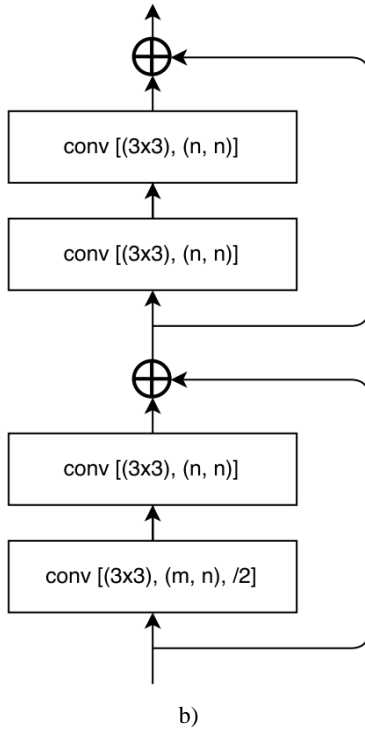 conv [(3x3), (n, n)]
conv [(3x3), (n, n)]
conv [(3x3), (n, n)]
conv [(3x3), (m, n), /2]
b)